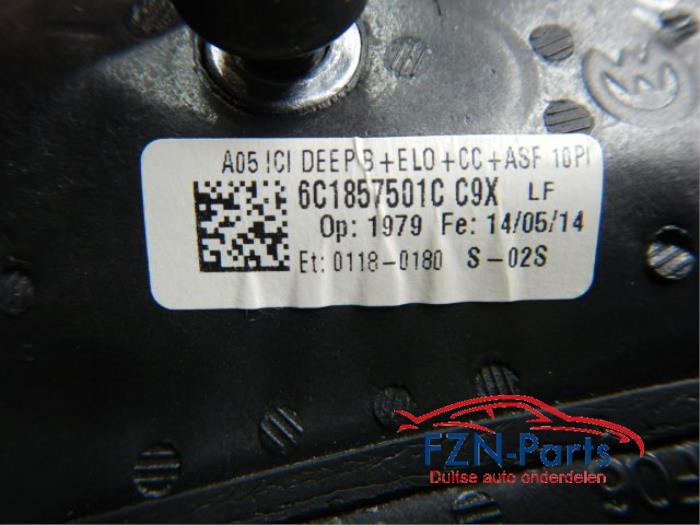 A05 ICI DEEP B+ELO+CC+ASF 10PI
6C1857501C C9X LF
Op: 1979 Fe: 14/05/14
Et: 0118-0180 S-02S
FZN-Parts
Duitse auto onderdelen